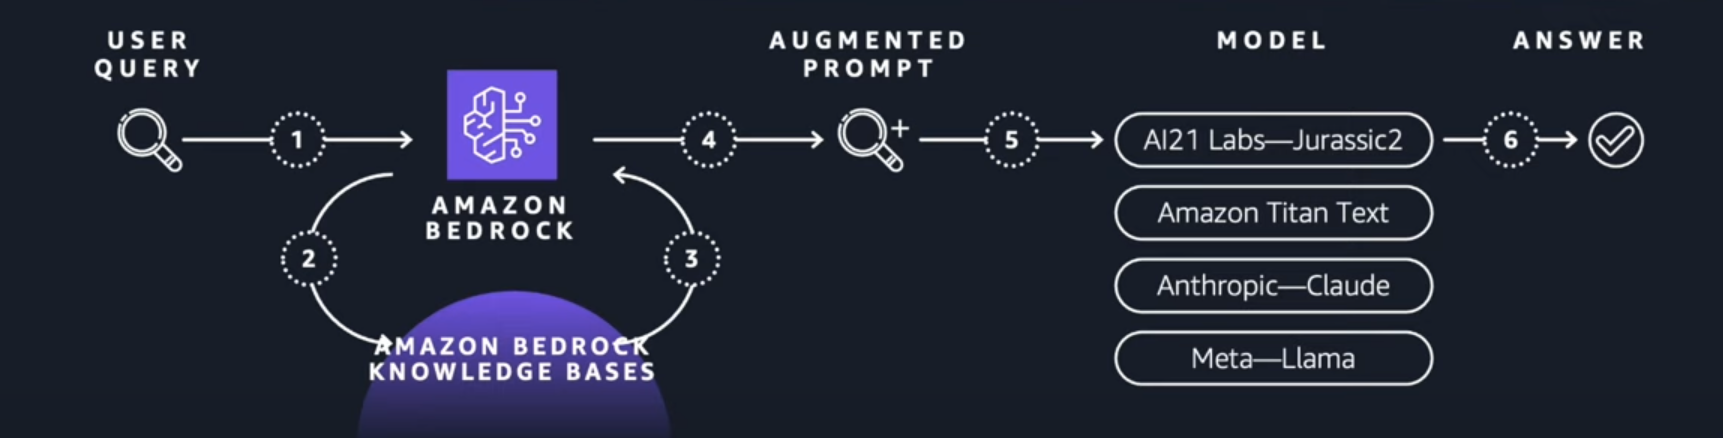 USER
QUERY
1
AMAZON
BEDROCK
2
3
AMAZON BEDROCK
KNOWLEDGE BASES
4
AUGMENTED
PROMPT
+
5
MODEL
AI21 Labs—Jurassic2
Amazon Titan Text
Anthropic—Claude
Meta—Llama
6
ANSWER